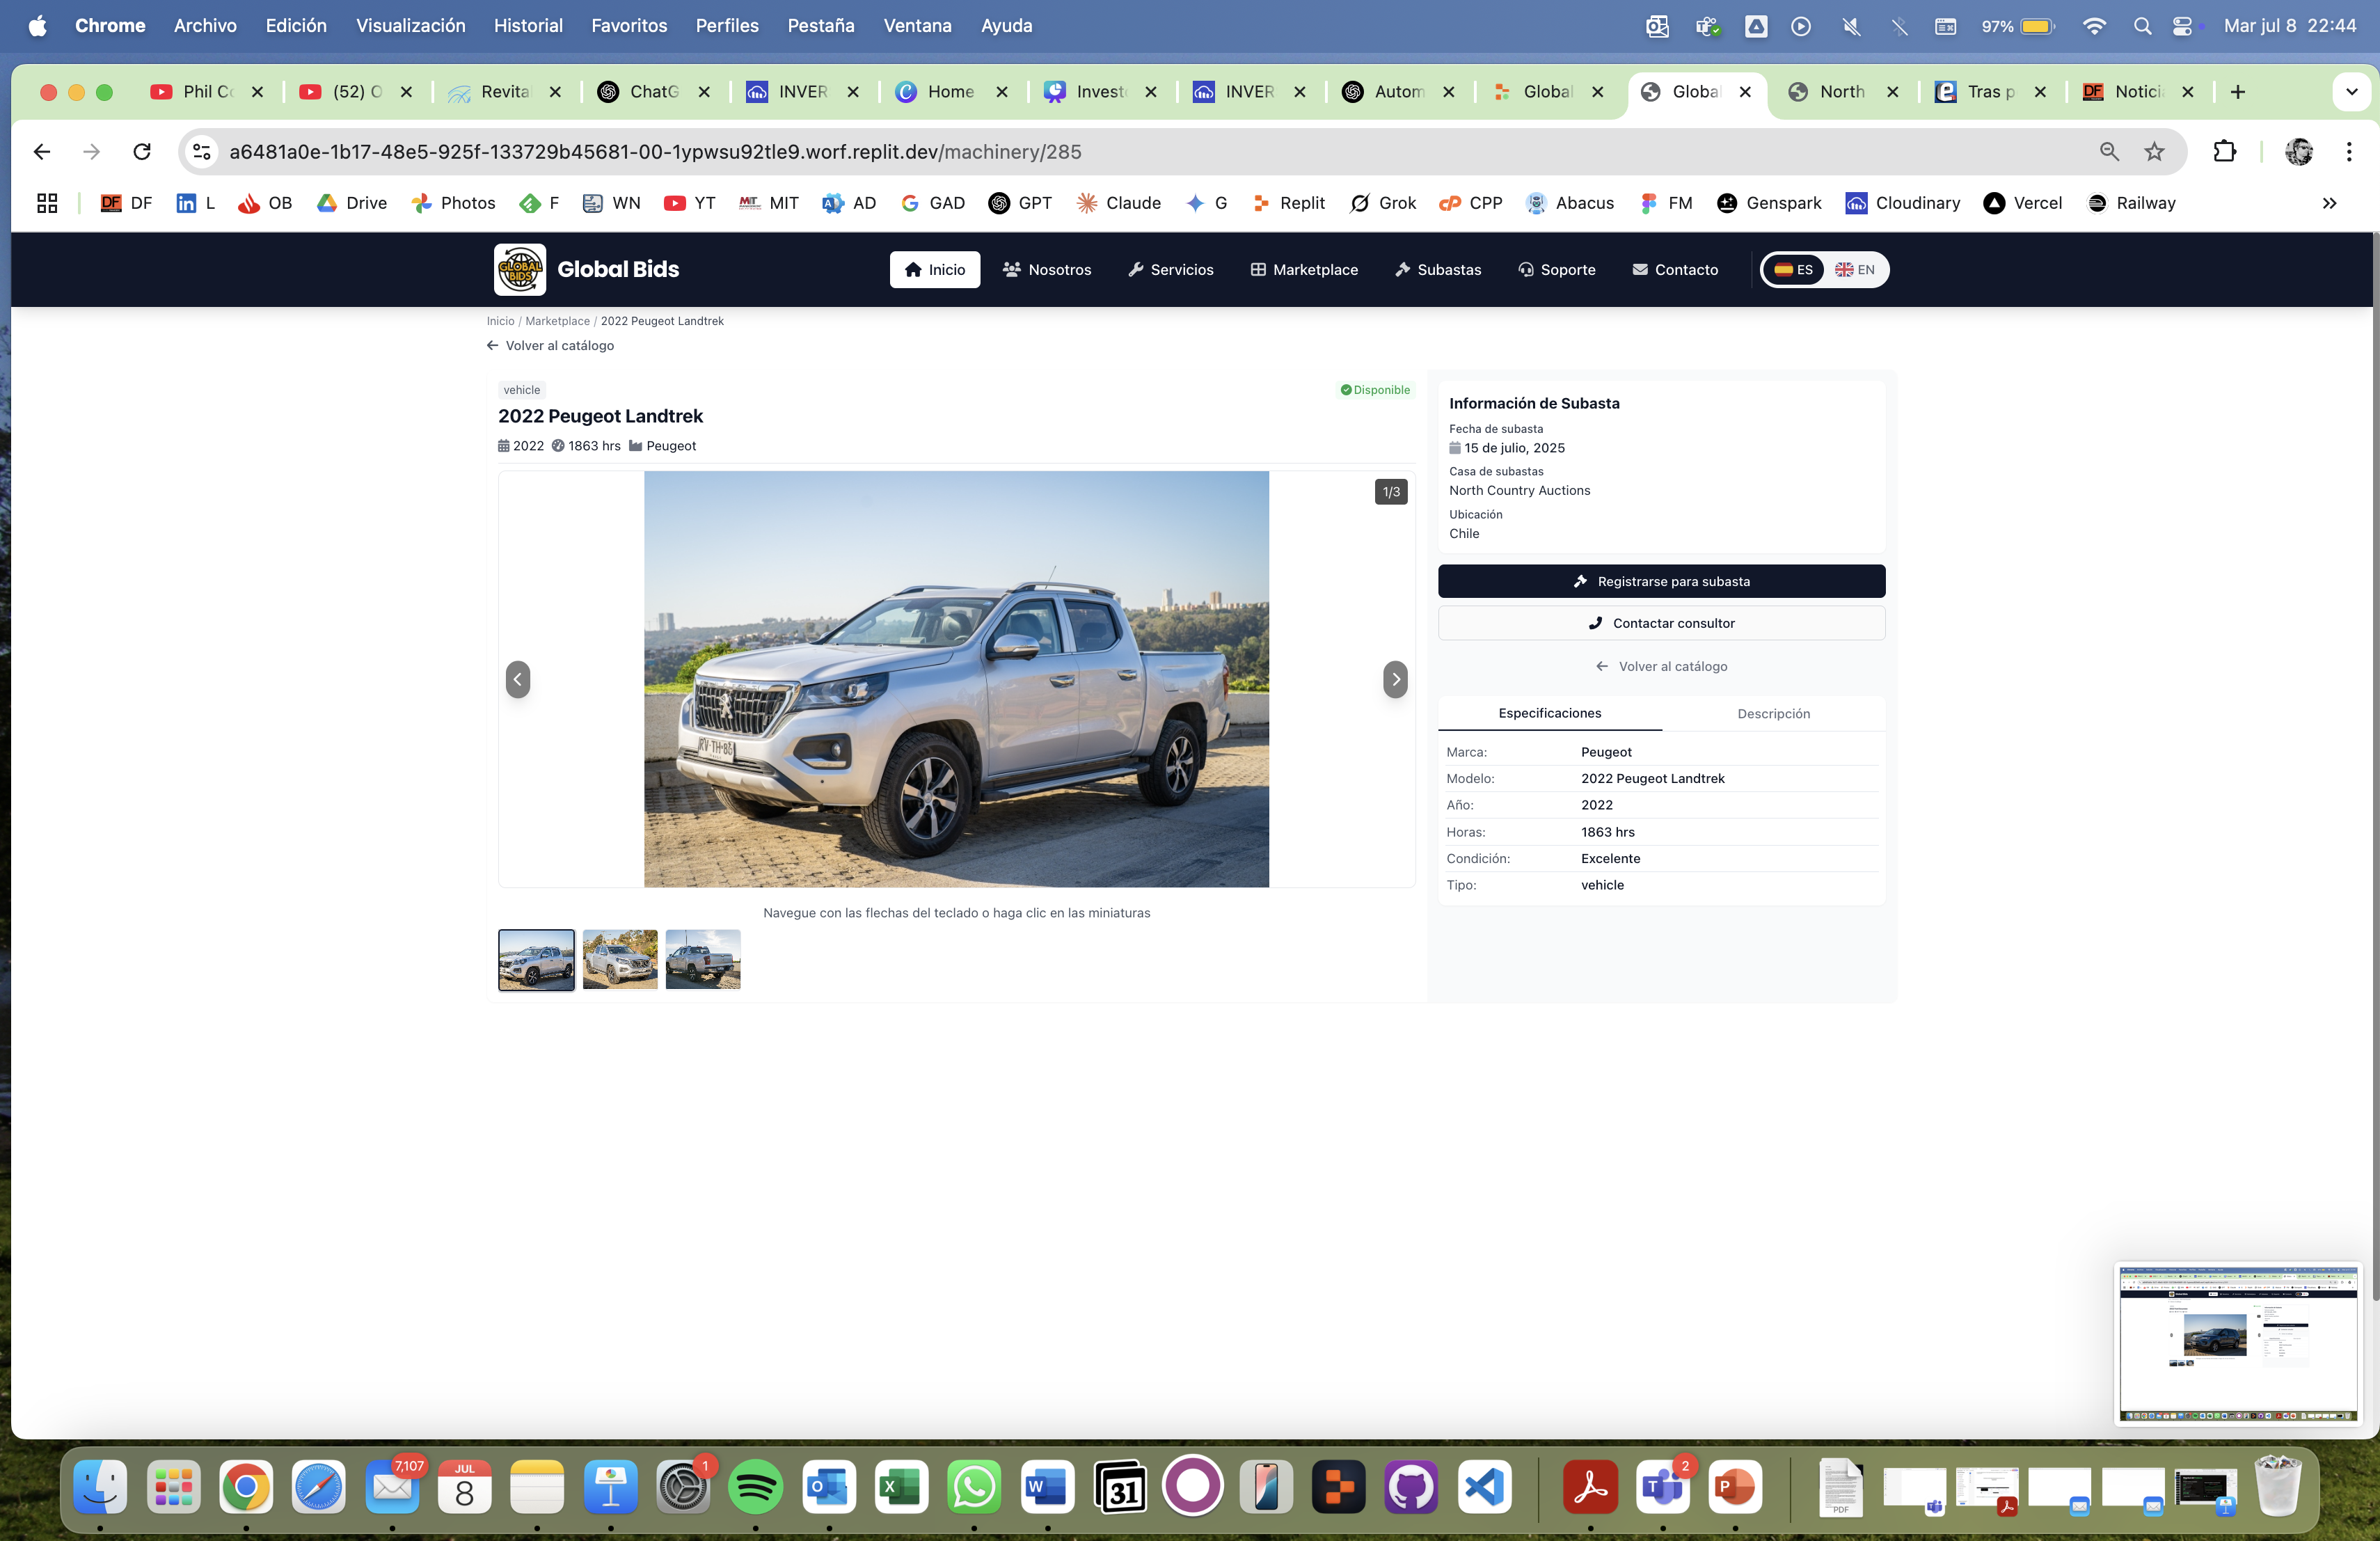 Chrome Archivo Edición Visualización Historial Favoritos Perfiles Pestaña Ventana Ayuda 97% Mar jul 8 22:44
Phil Co (52) O Revita ChatG INVER Home Invest INVER Autom Global Global North Tras p Notici
a6481a0e-1b17-48e5-925f-133729b45681-00-1ypwsu92tle9.worf.replit.dev/machinery/285
DF L OB Drive Photos F WN YT MIT AD GAD GPT Claude G Replit Grok CPP Abacus FM Genspark Cloudinary Vercel Railway
GLOBAL BIDS Global Bids Inicio Nosotros Servicios Marketplace Subastas Soporte Contacto ES EN
Inicio / Marketplace / 2022 Peugeot Landtrek
Volver al catálogo
vehicle Disponible
2022 Peugeot Landtrek
2022 1863 hrs Peugeot
1/3
Navegue con las flechas del teclado o haga clic en las miniaturas
Información de Subasta
Fecha de subasta
15 de julio, 2025
Casa de subastas
North Country Auctions
Ubicación
Chile
Registrarse para subasta
Contactar consultor
Volver al catálogo
Especificaciones Descripción
Marca: Peugeot
Modelo: 2022 Peugeot Landtrek
Año: 2022
Horas: 1863 hrs
Condición: Excelente
Tipo: vehicle
7,107 JUL 8 1 31 2
PDF